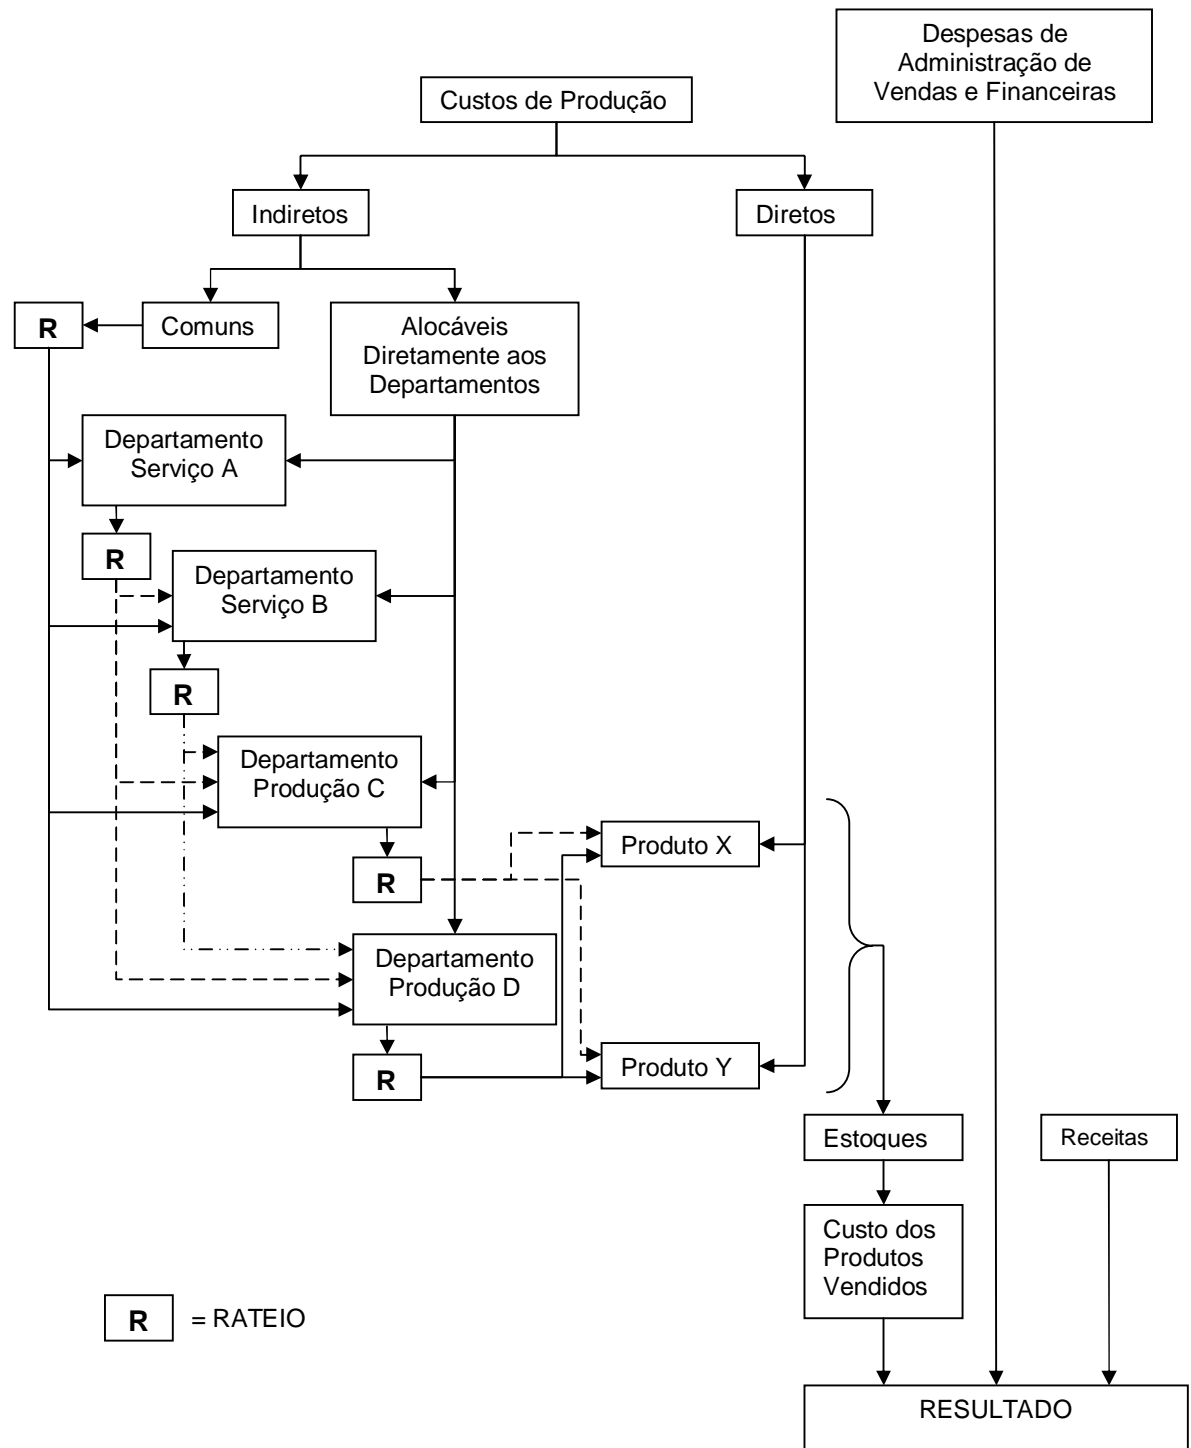 Despesas de
Administração de
Vendas e Financeiras
Custos de Produção
Indiretos
Diretos
R
Comuns
Alocáveis
Diretamente aos
Departamentos
Departamento
Serviço A
R
Departamento
Serviço B
R
Departamento
Produção C
Produto X
R
Departamento
Produção D
Produto Y
R
Estoques
Receitas
Custo dos
Produtos
Vendidos
R = RATEIO
RESULTADO